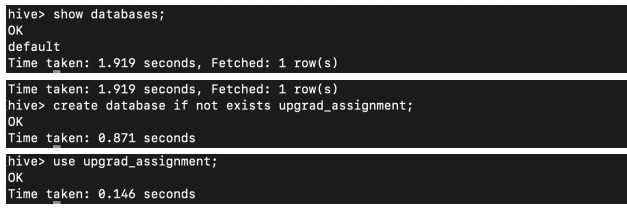 hive> show databases;
OK
default
Time taken: 1.919 seconds, Fetched: 1 row(s)
Time taken: 1.919 seconds, Fetched: 1 row(s)
hive> create database if not exists upgrad_assignment;
OK
Time taken: 0.871 seconds
hive> use upgrad_assignment;
OK
Time taken: 0.146 seconds